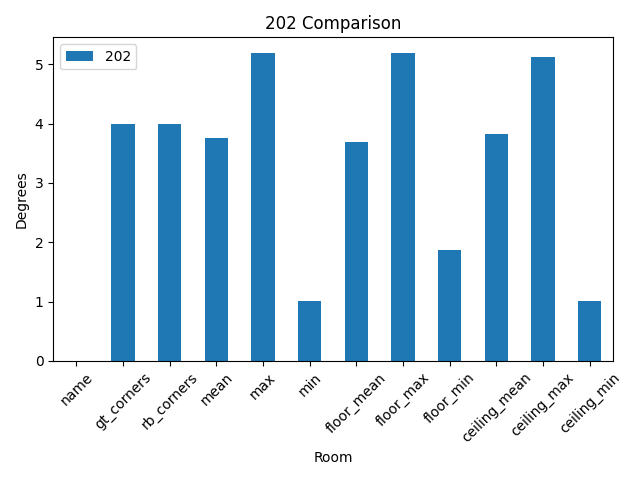 202 Comparison
202
Degrees
5
4
3
2
1
0
name
gt_corners
rb_corners
mean
max
min
floor_mean
floor_max
floor_min
ceiling_mean
ceiling_max
ceiling_min
Room